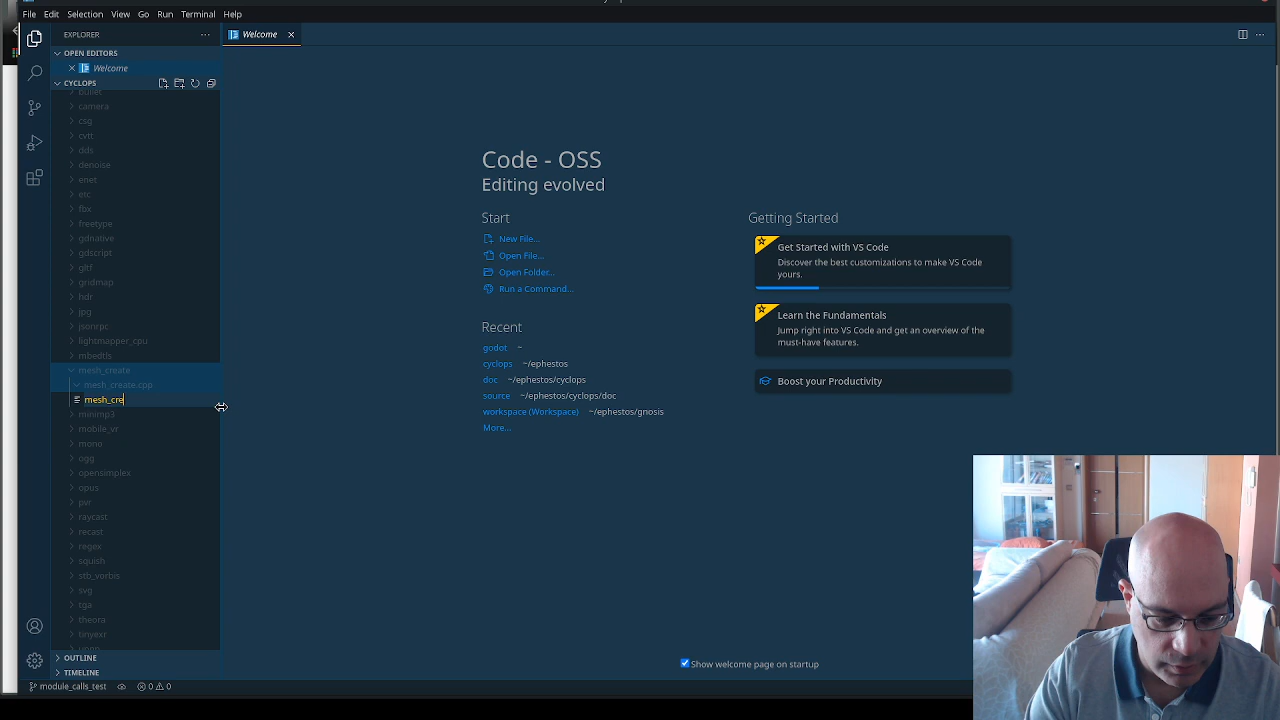 File Edit Selection View Go Run Terminal Help
EXPLORER
Welcome
OPEN EDITORS
Welcome
CYCLOPS
bullet
camera
csg
cvtt
dds
denoise
enet
etc
fbx
freetype
gdnative
gdscript
gltf
gridmap
hdr
jpg
jsonrpc
lightmapper_cpu
mbedtls
mesh_create
mesh_create.cpp
mesh_cre
minimp3
mobile_vr
mono
ogg
opensimplex
opus
pvr
raycast
recast
regex
squish
stb_vorbis
svg
tga
theora
tinyexr
upnp
OUTLINE
TIMELINE
module_calls_test 0 0
Code - OSS
Editing evolved
Start
New File...
Open File...
Open Folder...
Run a Command...
Recent
godot ~
cyclops ~/ephestos
doc ~/ephestos/cyclops
source ~/ephestos/cyclops/doc
workspace (Workspace) ~/ephestos/gnosis
More...
Getting Started
Get Started with VS Code
Discover the best customizations to make VS Code
yours.
Learn the Fundamentals
Jump right into VS Code and get an overview of the
must-have features.
Boost your Productivity
Show welcome page on startup